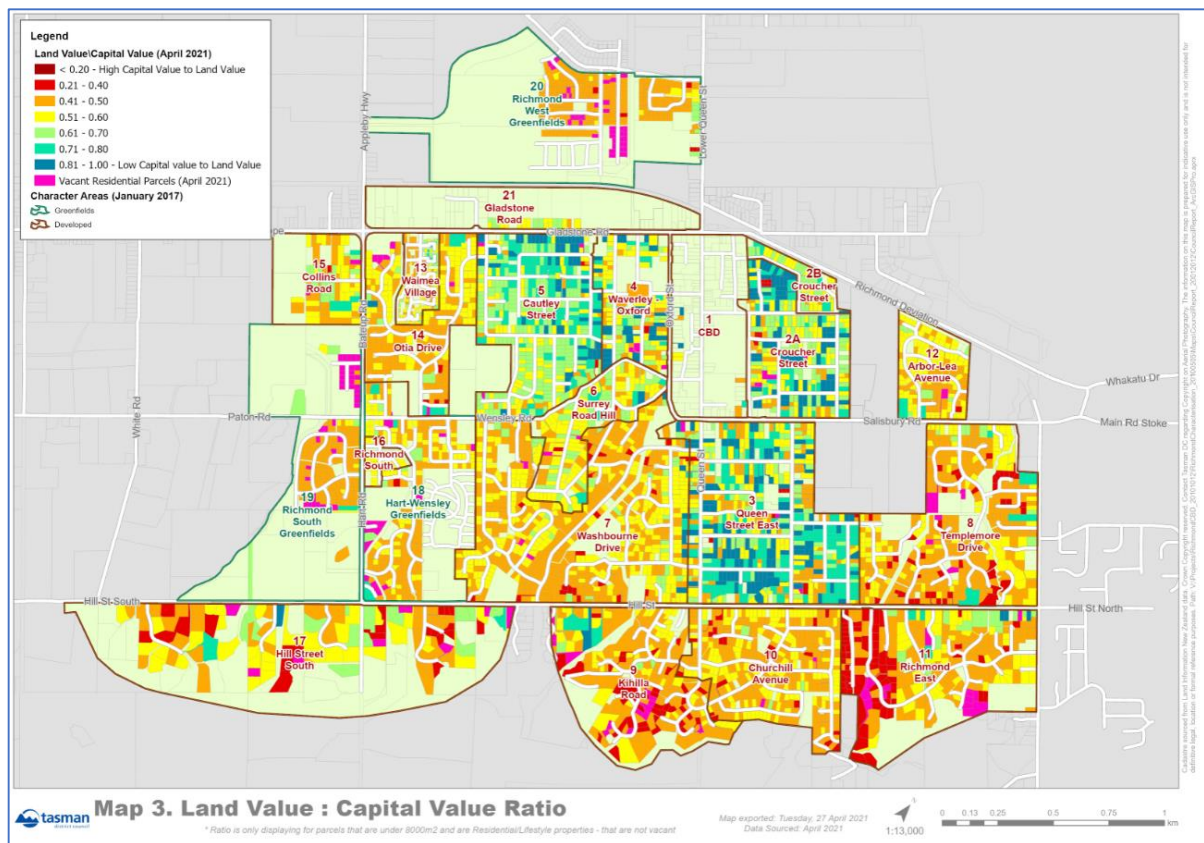 Legend
Land Value\Capital Value (April 2021)
< 0.20 - High Capital Value to Land Value
0.21 - 0.40
0.41 - 0.50
0.51 - 0.60
0.61 - 0.70
0.71 - 0.80
0.81 - 1.00 - Low Capital value to Land Value
Vacant Residential Parcels (April 2021)
Character Areas (January 2017)
Greenfields
Developed
20
Richmond
West
Greenfields
Appleby Hwy
Lower Queen St
21
Gladstone
Road
Gladstone Rd
15
Collins
Road
13
Waimea
Village
14
Otia Drive
5
Cautley
Street
4
Waverley
Oxford
Oxford St
1
CBD
2B
Croucher
Street
2A
Croucher
Street
Richmond Deviation
12
Arbor-Lea
Avenue
Whakatu Dr
Main Rd Stoke
Salisbury Rd
White Rd
Paton Rd
Wensley Rd
6
Surrey
Road Hill
16
Richmond
South
18
Hart-Wensley
Greenfields
19
Richmond
South
Greenfields
Hart Rd
7
Washbourne
Drive
Queen St
3
Queen
Street East
8
Templemore
Drive
Hill St South
Hill St
Hill St North
17
Hill Street
South
9
Kihilla
Road
10
Churchill
Avenue
11
Richmond
East
tasman
district council
Map 3. Land Value : Capital Value Ratio
* Ratio is only displaying for parcels that are under 8000m2 and are Residential/Lifestyle properties - that are not vacant
Map exported: Tuesday, 27 April 2021
Data Sourced: April 2021
1:13,000
0 0.13 0.25 0.5 0.75 1
km